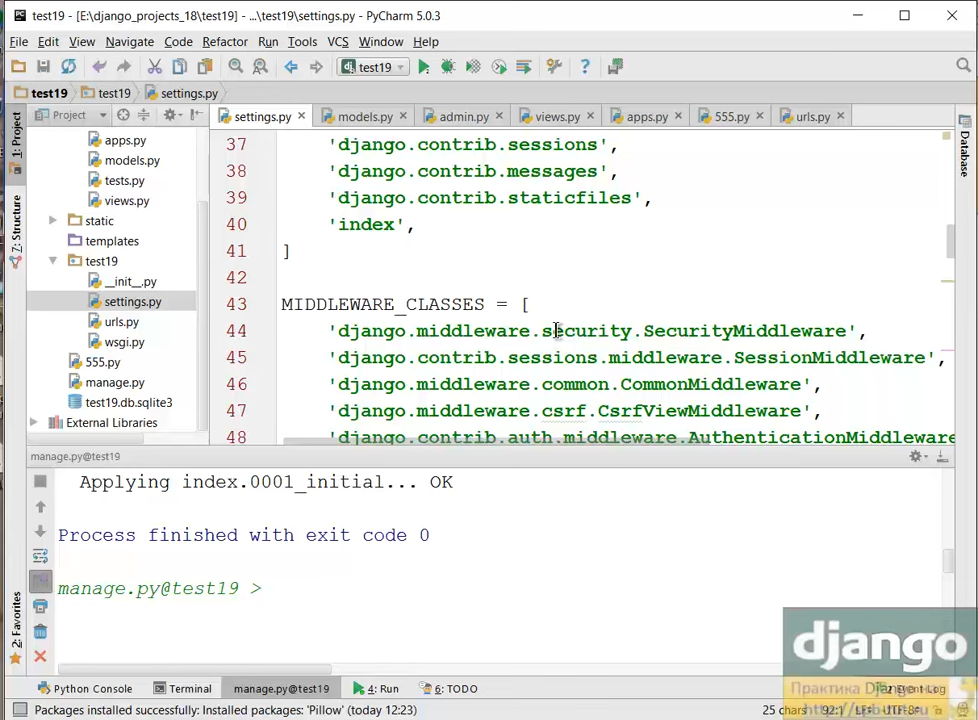 test19 - [E:\django_projects_18\test19] - ...\test19\settings.py - PyCharm 5.0.3
File Edit View Navigate Code Refactor Run Tools VCS Window Help
test19
test19 test19 settings.py
1: Project
7: Structure
2: Favorites
Project
apps.py
models.py
tests.py
views.py
static
templates
test19
__init__.py
settings.py
urls.py
wsgi.py
555.py
manage.py
test19.db.sqlite3
External Libraries
settings.py models.py admin.py views.py apps.py 555.py urls.py
37 'django.contrib.sessions',
38 'django.contrib.messages',
39 'django.contrib.staticfiles',
40 'index',
41 ]
42
43 MIDDLEWARE_CLASSES = [
44 'django.middleware.security.SecurityMiddleware',
45 'django.contrib.sessions.middleware.SessionMiddleware',
46 'django.middleware.common.CommonMiddleware',
47 'django.middleware.csrf.CsrfViewMiddleware',
48 'django.contrib.auth.middleware.AuthenticationMiddleware
Database
manage.py@test19
Applying index.0001_initial... OK
Process finished with exit code 0
manage.py@test19 >
django
Практика Django
Python Console Terminal manage.py@test19 4: Run 6: TODO Event Log
Packages installed successfully: Installed packages: 'Pillow' (today 12:23)
25 chars 92:1